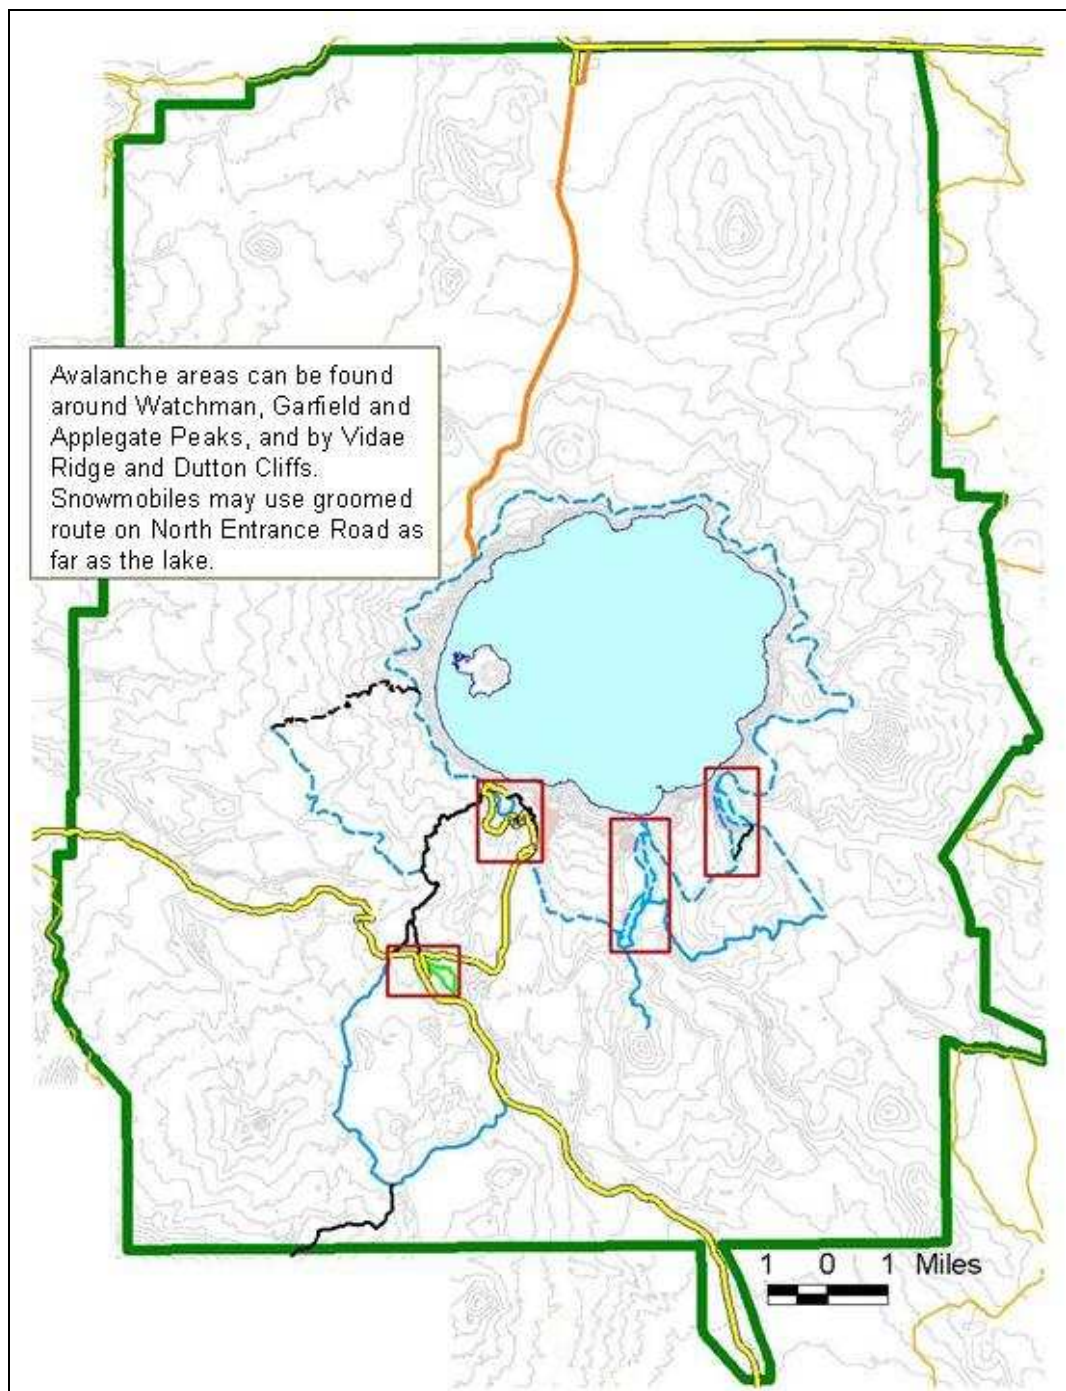 Avalanche areas can be found
around Watchman, Garfield and
Applegate Peaks, and by Vidae
Ridge and Dutton Cliffs.
Snowmobiles may use groomed
route on North Entrance Road as
far as the lake.
1 0 1 Miles